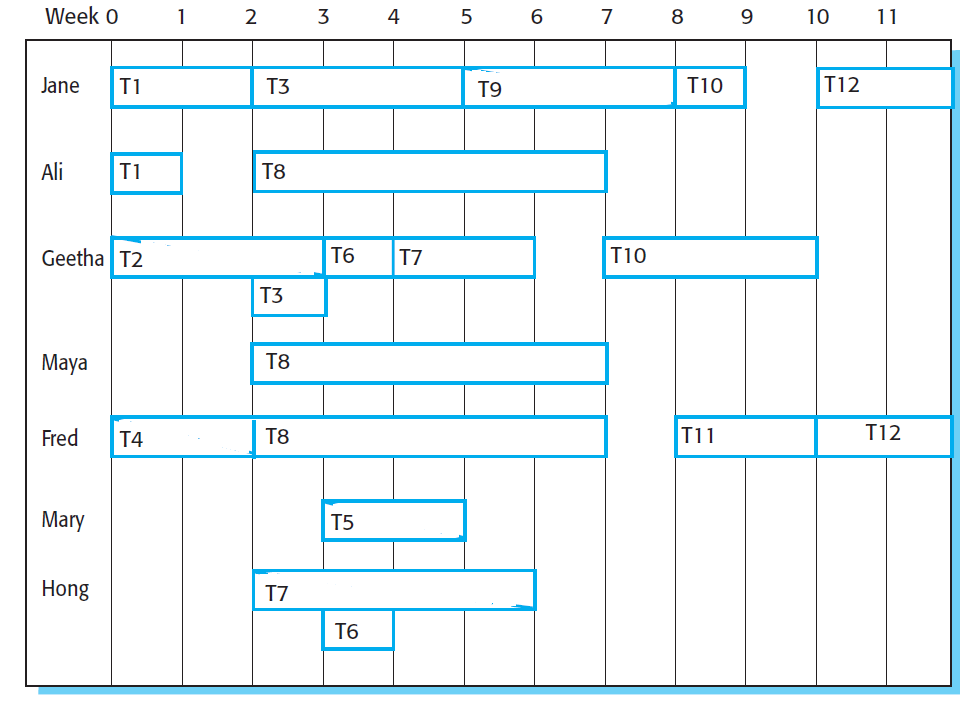 Week 0 1 2 3 4 5 6 7 8 9 10 11
Jane T1 T3 T9 T10 T12
Ali T1 T8
Geetha T2 T6 T7 T10
T3
Maya T8
Fred T4 T8 T11 T12
Mary T5
Hong T7
T6